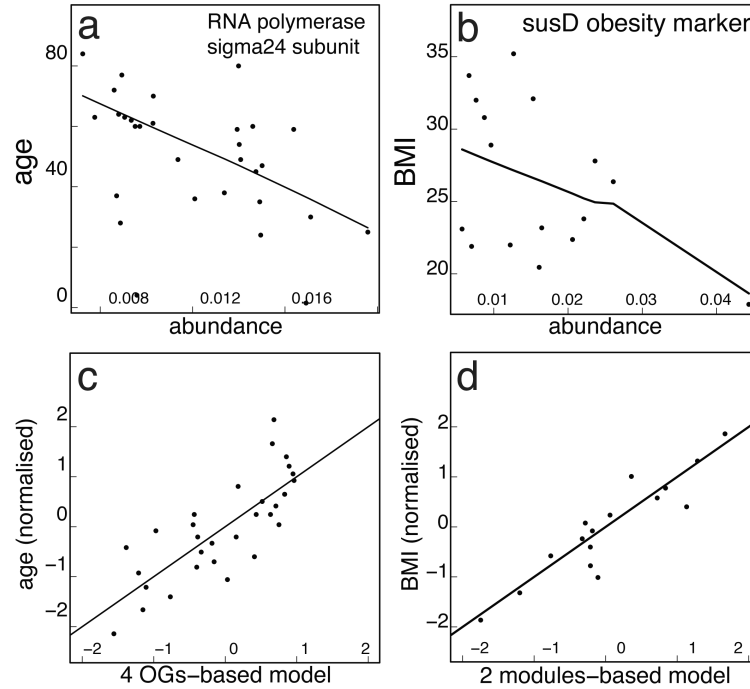 a
RNA polymerase
sigma24 subunit
80
40
0
age
0.008 0.012 0.016
abundance
b
susD obesity marker
35
30
25
20
BMI
0.01 0.02 0.03 0.04
abundance
c
2
1
0
−1
−2
age (normalised)
−2 −1 0 1 2
4 OGs−based model
d
2
1
0
−1
−2
BMI (normalised)
−2 −1 0 1 2
2 modules−based model